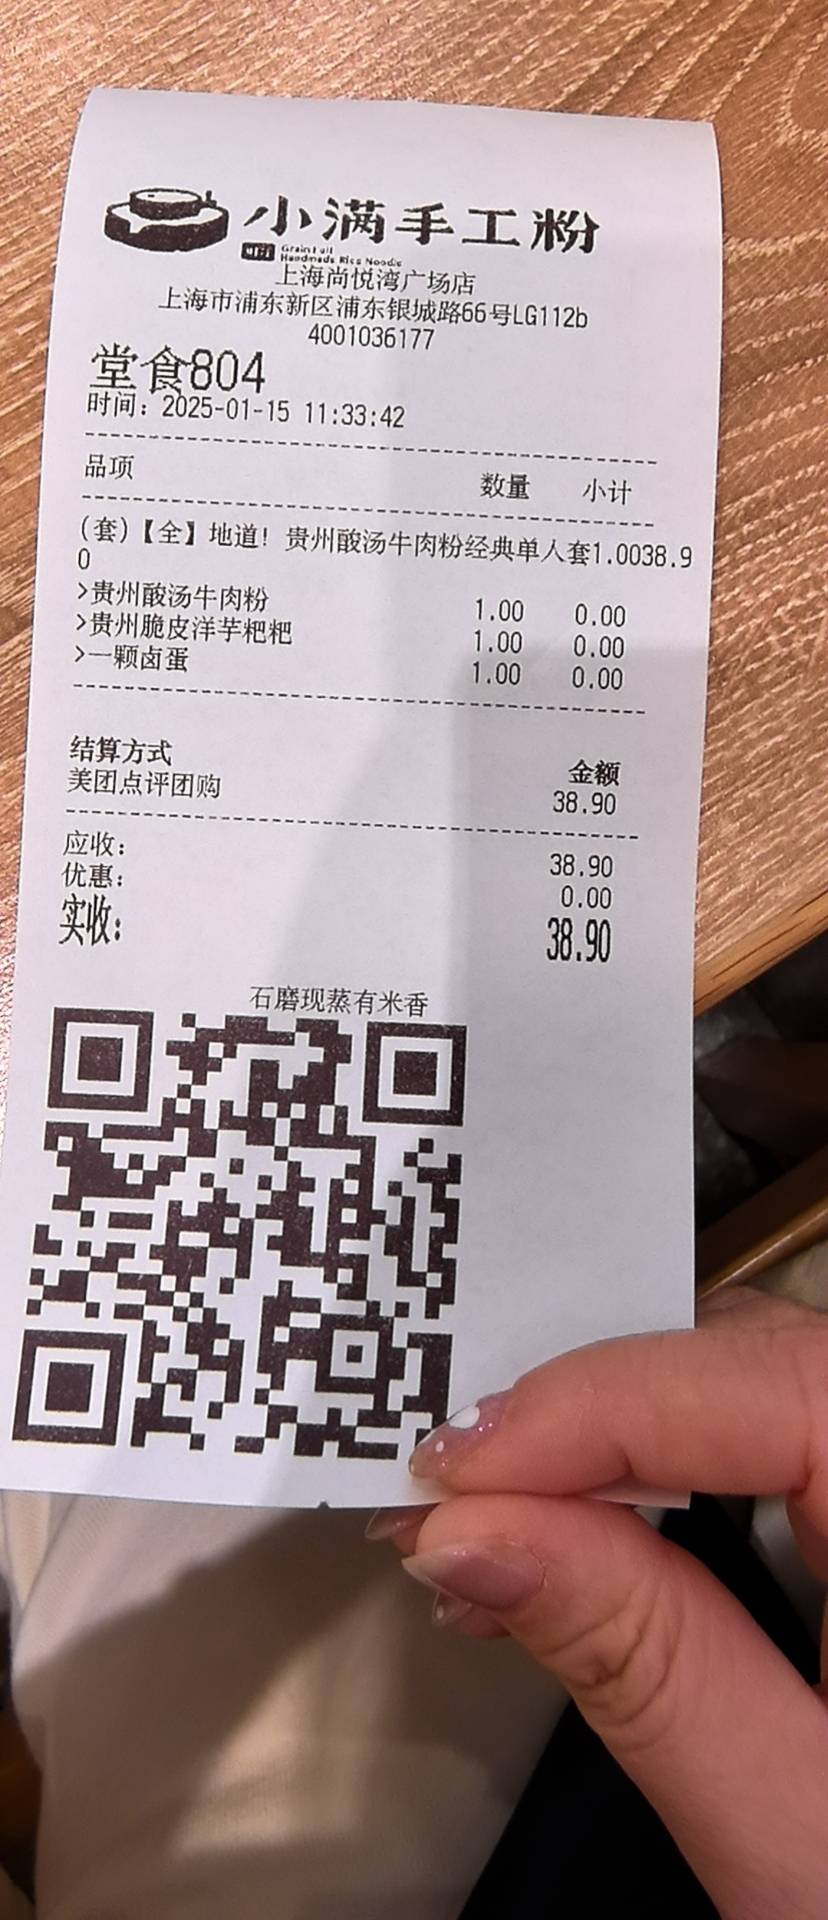 小满手工粉
Grain Full
Handmade Rice Noodle
上海尚悦湾广场店
上海市浦东新区浦东银城路66号LG112b
4001036177
堂食804
时间：2025-01-15 11:33:42
品项 数量 小计
(套)【全】地道！贵州酸汤牛肉粉经典单人套1.0038.9
0
>贵州酸汤牛肉粉 1.00 0.00
>贵州脆皮洋芋粑粑 1.00 0.00
>一颗卤蛋 1.00 0.00
结算方式 金额
美团点评团购 38.90
应收： 38.90
优惠： 0.00
实收： 38.90
石磨现蒸有米香